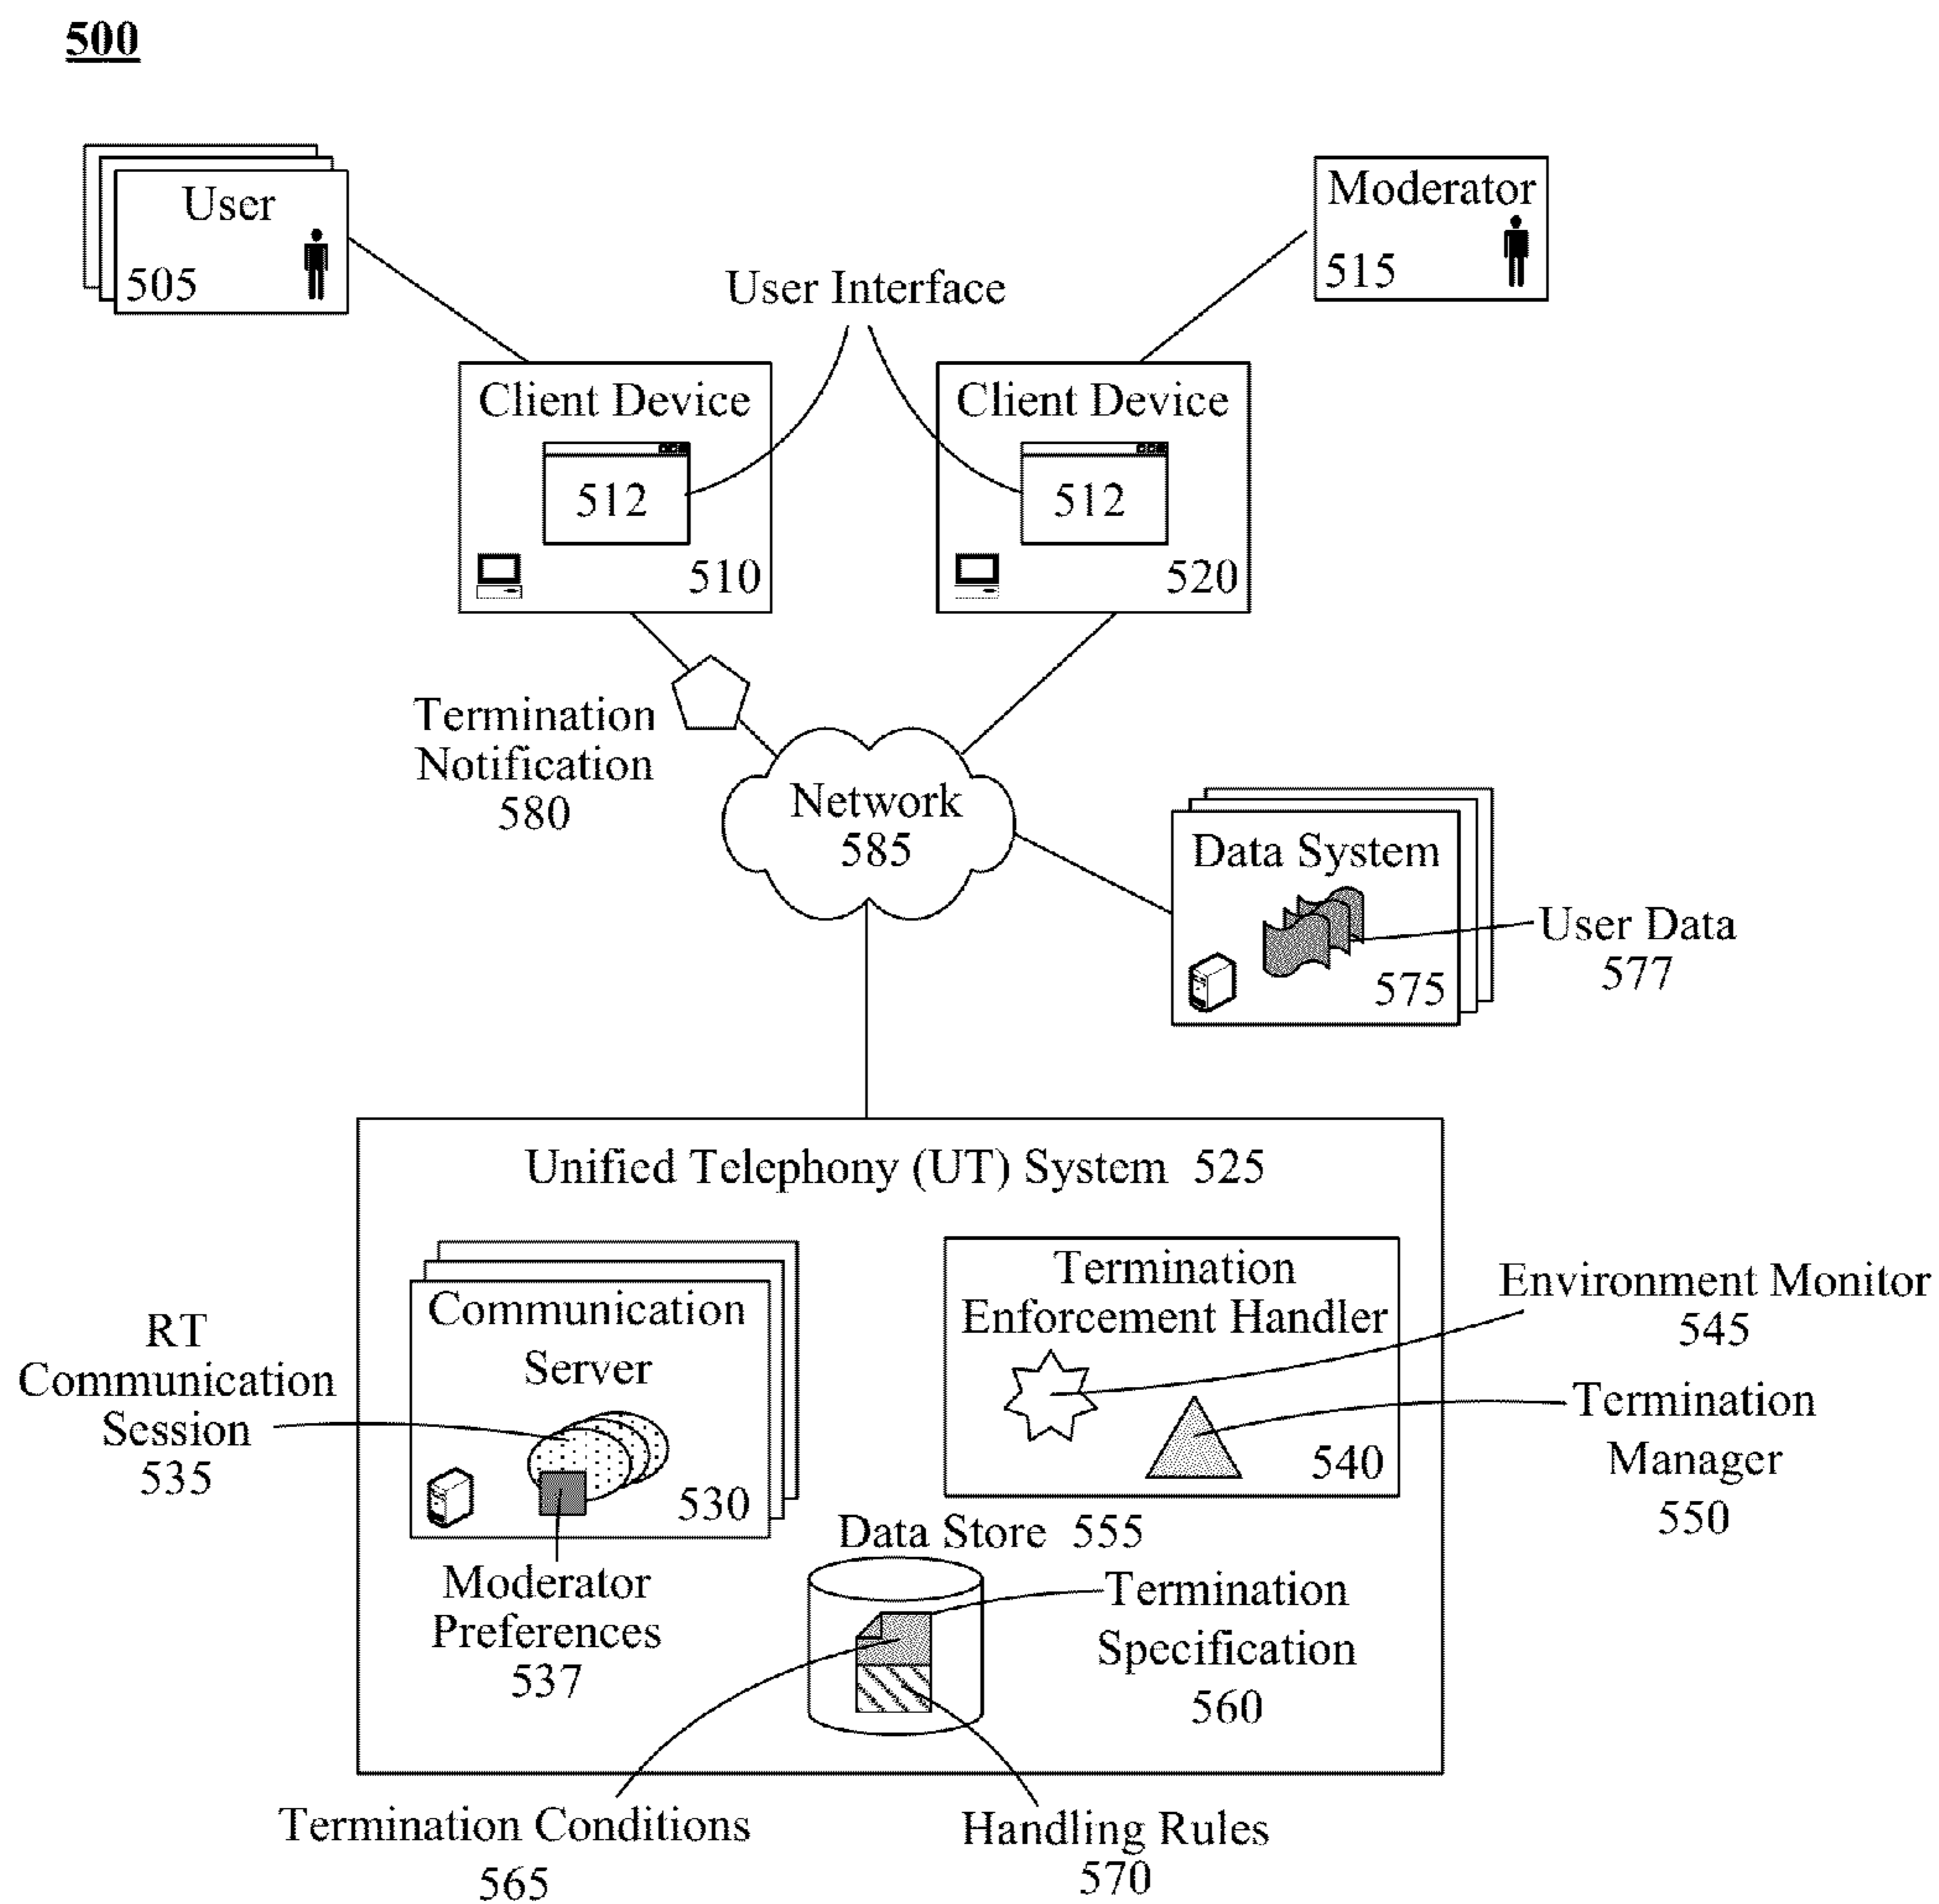 500
User
505
Moderator
515
User Interface
Client Device
512
510
Client Device
512
520
Termination
Notification
580
Network
585
Data System
575
User Data
577
Unified Telephony (UT) System 525
Communication
Server
530
RT
Communication
Session
535
Moderator
Preferences
537
Termination
Enforcement Handler
540
Environment Monitor
545
Termination
Manager
550
Data Store 555
Termination
Specification
560
Termination Conditions
565
Handling Rules
570